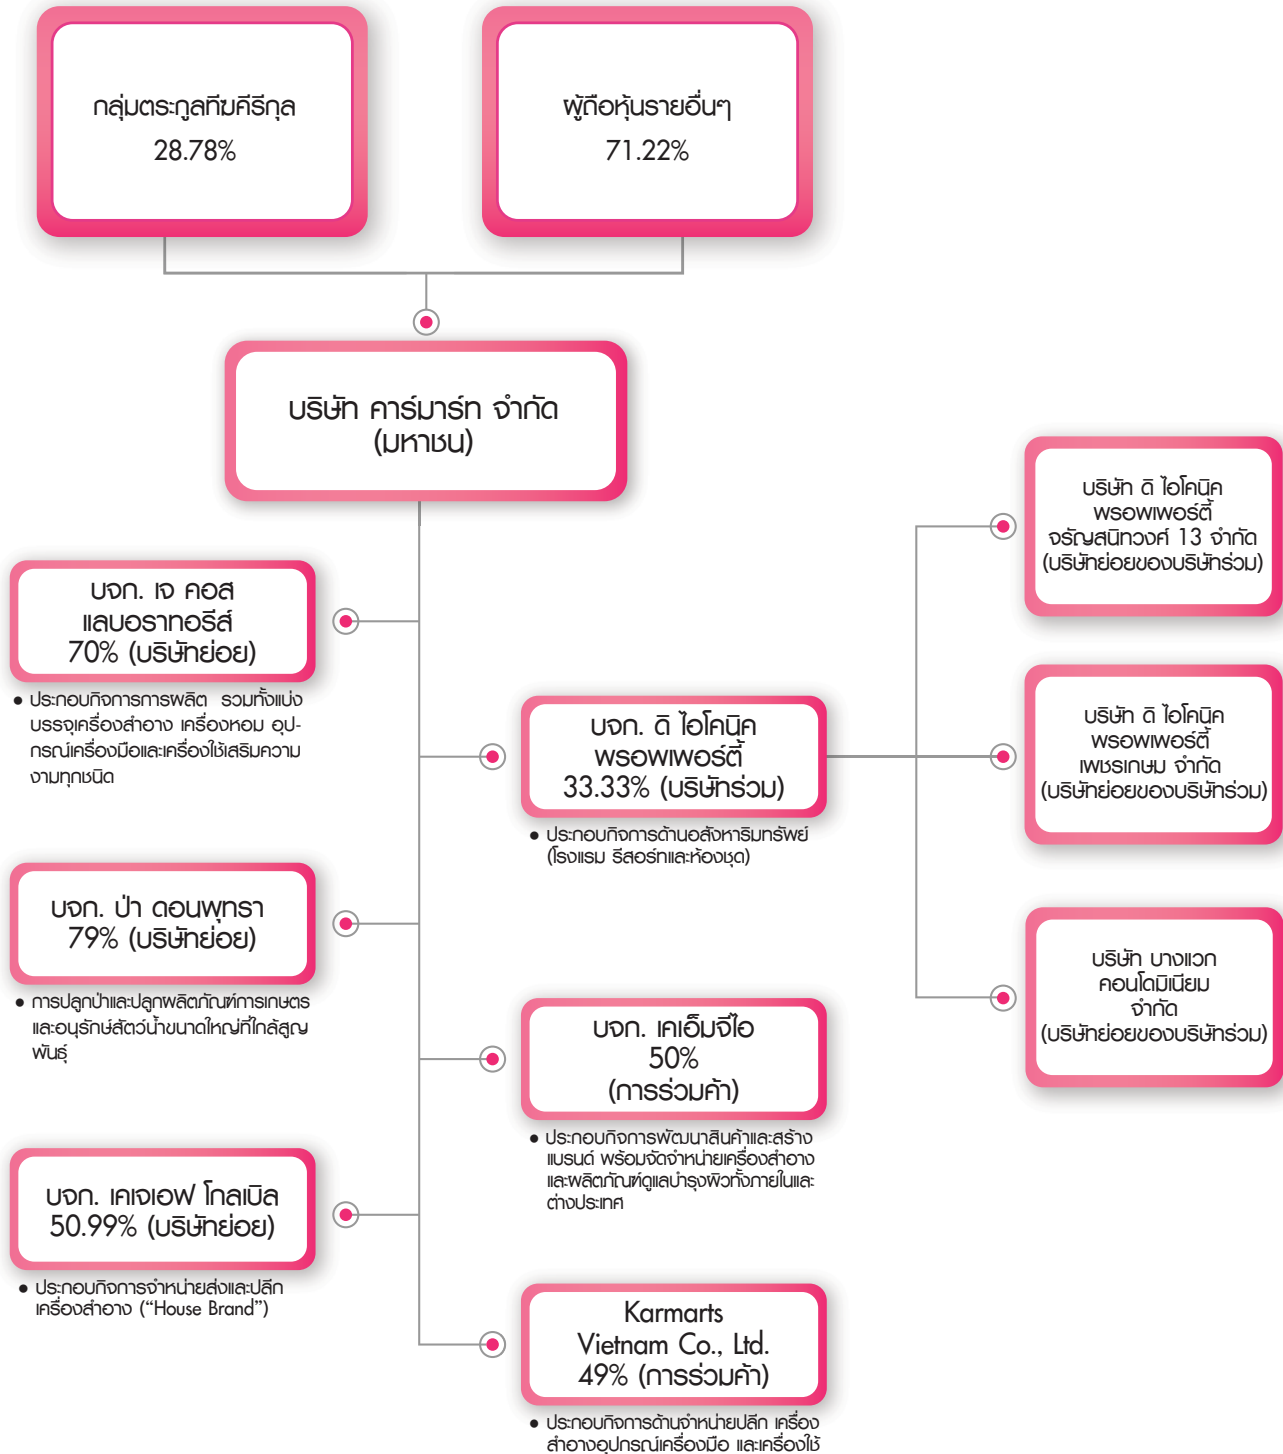 กลุ่มตระกูลทีฆคีรีกุล
28.78%
ผู้ถือหุ้นรายอื่นๆ
71.22%
บริษัท คาร์มาร์ท จำกัด
(มหาชน)
บจก. เจ คอส
แลบอราทอรีส์
70% (บริษัทย่อย)
• ประกอบกิจการการผลิต รวมทั้งแบ่ง
บรรจุเครื่องสำอาง เครื่องหอม อุป-
กรณ์เครื่องมือและเครื่องใช้เสริมความ
งามทุกชนิด
บจก. ป่า ดอนพุทรา
79% (บริษัทย่อย)
• การปลูกป่าและปลูกผลิตภัณฑ์การเกษตร
และอนุรักษ์สัตว์น้ำขนาดใหญ่ที่ใกล้สูญ
พันธุ์
บจก. เคเจเอฟ โกลเบิล
50.99% (บริษัทย่อย)
• ประกอบกิจการจำหน่ายส่งและปลีก
เครื่องสำอาง (“House Brand”)
บจก. ดิ ไอโคนิค
พรอพเพอร์ตี้
33.33% (บริษัทร่วม)
• ประกอบกิจการด้านอสังหาริมทรัพย์
(โรงแรม รีสอร์ทและห้องชุด)
บจก. เคเอ็มจีไอ
50%
(การร่วมค้า)
• ประกอบกิจการพัฒนาสินค้าและสร้าง
แบรนด์ พร้อมจัดจำหน่ายเครื่องสำอาง
และผลิตภัณฑ์ดูแลบำรุงผิวทั้งภายในและ
ต่างประเทศ
Karmarts
Vietnam Co., Ltd.
49% (การร่วมค้า)
• ประกอบกิจการด้านจำหน่ายปลีก เครื่อง
สำอางอุปกรณ์เครื่องมือ และเครื่องใช้
บริษัท ดิ ไอโคนิค
พรอพเพอร์ตี้
จรัญสนิทวงศ์ 13 จำกัด
(บริษัทย่อยของบริษัทร่วม)
บริษัท ดิ ไอโคนิค
พรอพเพอร์ตี้
เพชรเกษม จำกัด
(บริษัทย่อยของบริษัทร่วม)
บริษัท บางแวก
คอนโดมิเนียม
จำกัด
(บริษัทย่อยของบริษัทร่วม)